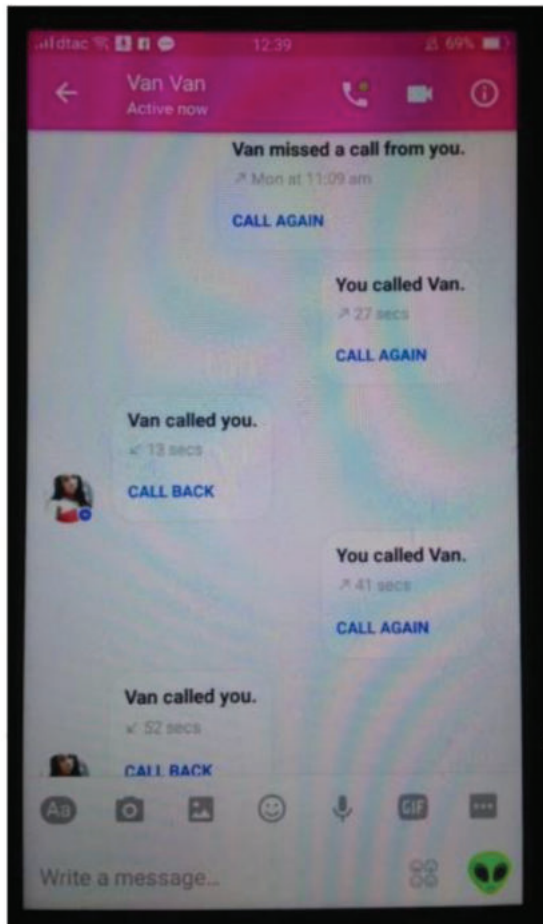 dtac 12:39 69%
Van Van
Active now
Van missed a call from you.
Mon at 11:09 am
CALL AGAIN
You called Van.
27 secs
CALL AGAIN
Van called you.
13 secs
CALL BACK
You called Van.
41 secs
CALL AGAIN
Van called you.
52 secs
CALL BACK
Aa GIF
Write a message...